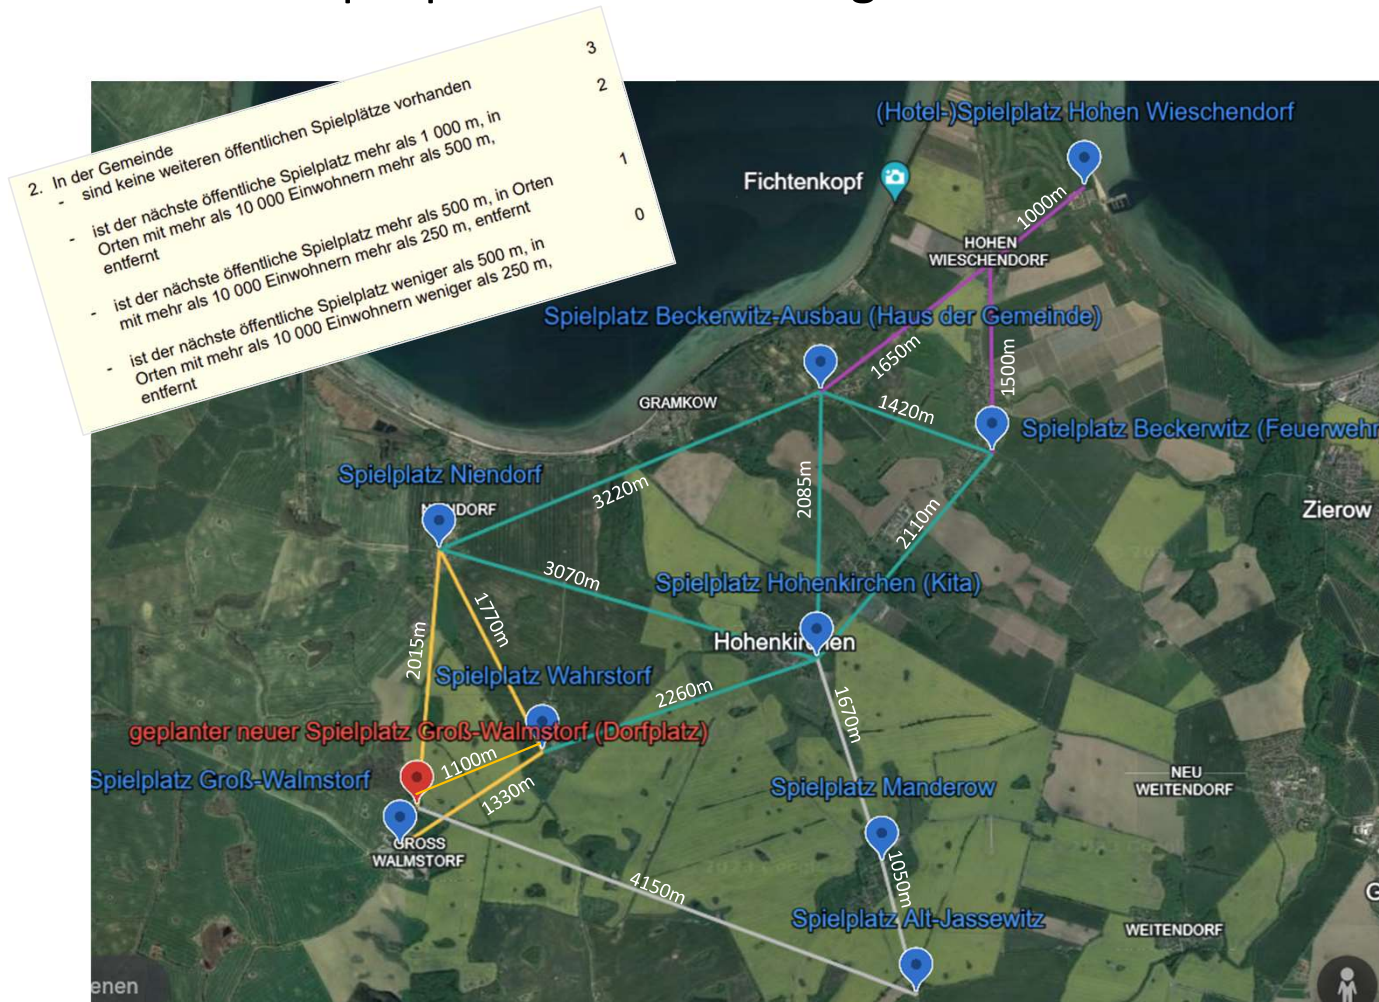 3
2. In der Gemeinde
- sind keine weiteren öffentlichen Spielplätze vorhanden
2
- ist der nächste öffentliche Spielplatz mehr als 1 000 m, in
Orten mit mehr als 10 000 Einwohnern mehr als 500 m,
entfernt
1
- ist der nächste öffentliche Spielplatz mehr als 500 m, in Orten
mit mehr als 10 000 Einwohnern mehr als 250 m, entfernt
0
- ist der nächste öffentliche Spielplatz weniger als 500 m, in
Orten mit mehr als 10 000 Einwohnern weniger als 250 m,
entfernt
(Hotel-)Spielplatz Hohen Wieschendorf
Fichtenkopf
1000m
HOHEN
WIESCHENDORF
Spielplatz Beckerwitz-Ausbau (Haus der Gemeinde)
1650m
1500m
GRAMKOW
1420m
Spielplatz Beckerwitz (Feuerwehr
Spielplatz Niendorf
3220m
2085m
NIENDORF
Zierow
2110m
3070m
Spielplatz Hohenkirchen (Kita)
1770m
2015m
Hohenkirchen
Spielplatz Wahrstorf
2260m
1670m
geplanter neuer Spielplatz Groß-Walmstorf (Dorfplatz)
1100m
Spielplatz Groß-Walmstorf
1330m
Spielplatz Manderow
NEU
WEITENDORF
GROSS
WALMSTORF
4150m
1050m
Spielplatz Alt-Jassewitz
WEITENDORF
G
enen